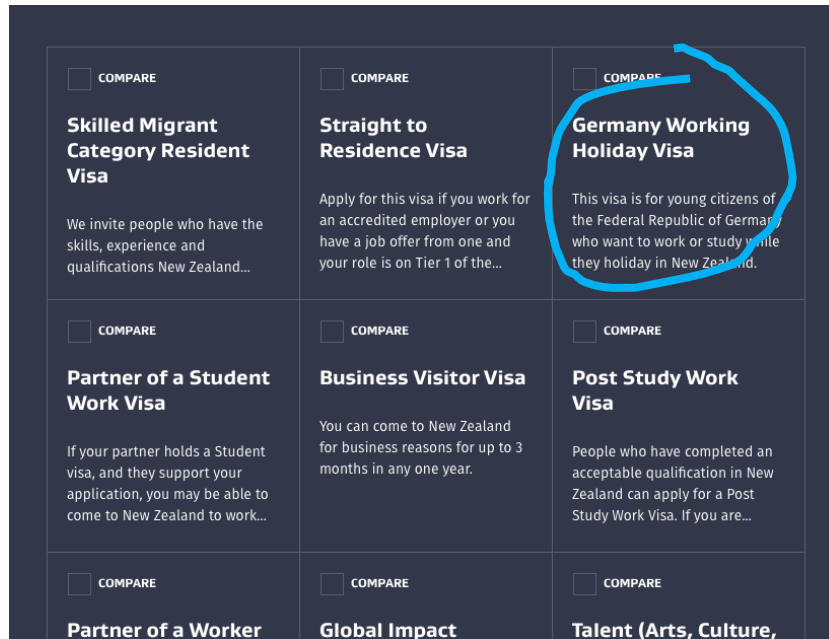 COMPARE
Skilled Migrant
Category Resident
Visa
We invite people who have the
skills, experience and
qualifications New Zealand...
COMPARE
Straight to
Residence Visa
Apply for this visa if you work for
an accredited employer or you
have a job offer from one and
your role is on Tier 1 of the...
COMPARE
Germany Working
Holiday Visa
This visa is for young citizens of
the Federal Republic of Germany
who want to work or study while
they holiday in New Zealand.
COMPARE
Partner of a Student
Work Visa
If your partner holds a Student
visa, and they support your
application, you may be able to
come to New Zealand to work...
COMPARE
Business Visitor Visa
You can come to New Zealand
for business reasons for up to 3
months in any one year.
COMPARE
Post Study Work
Visa
People who have completed an
acceptable qualification in New
Zealand can apply for a Post
Study Work Visa. If you are...
COMPARE
Partner of a Worker
COMPARE
Global Impact
COMPARE
Talent (Arts, Culture,